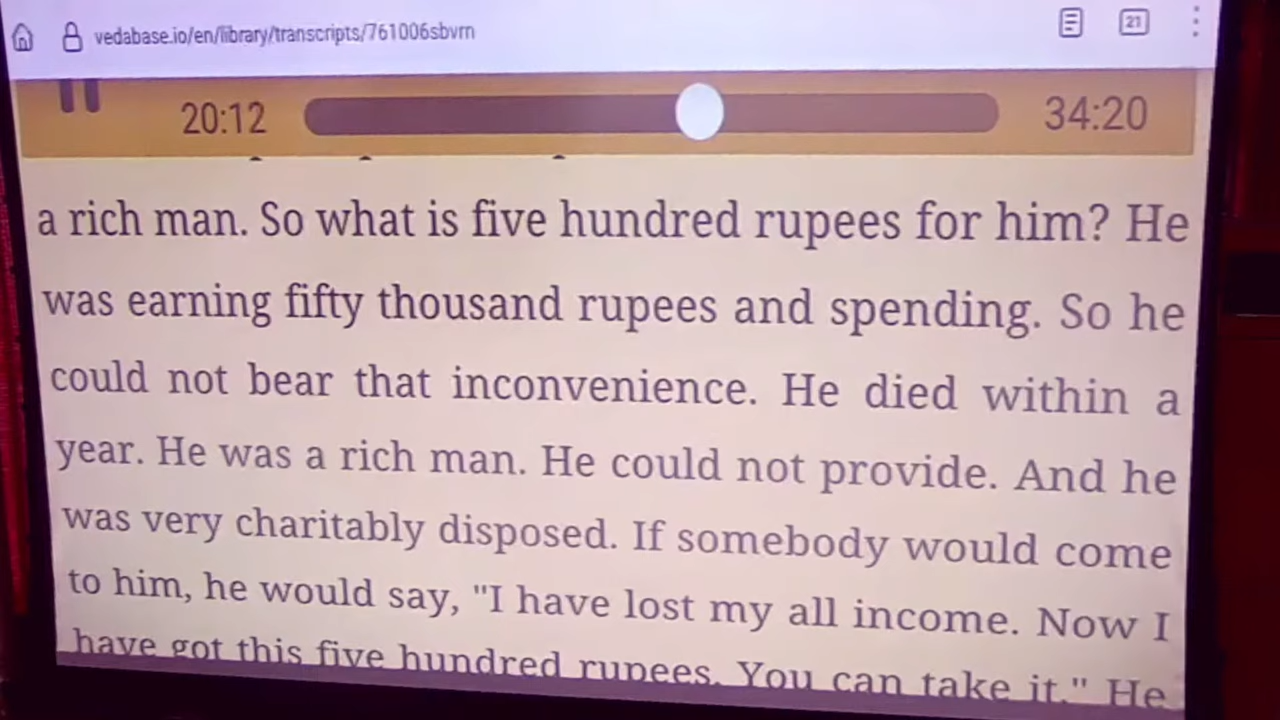 vedabase.io/en/library/transcripts/761006sbvrn
21
20:12
34:20
a rich man. So what is five hundred rupees for him? He
was earning fifty thousand rupees and spending. So he
could not bear that inconvenience. He died within a
year. He was a rich man. He could not provide. And he
was very charitably disposed. If somebody would come
to him, he would say, "I have lost my all income. Now I
have got this five hundred rupees. You can take it." He